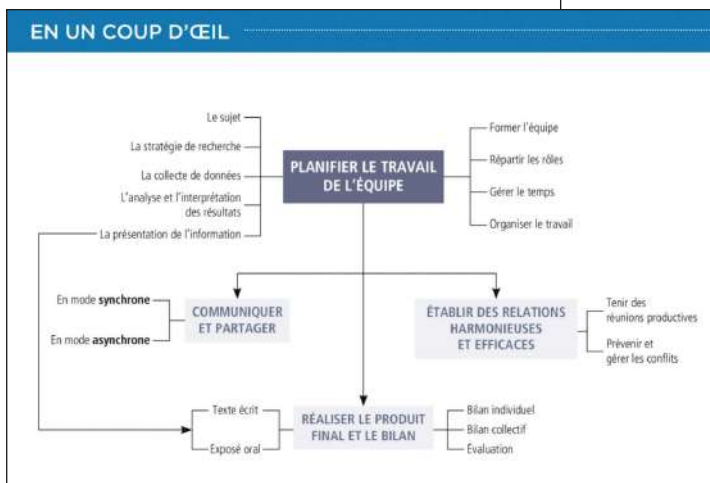 EN UN COUP D'ŒIL
Le sujet
La stratégie de recherche
La collecte de données
L'analyse et l'interprétation
des résultats
La présentation de l'information
PLANIFIER LE TRAVAIL
DE L'ÉQUIPE
Former l'équipe
Répartir les rôles
Gérer le temps
Organiser le travail
En mode synchrone
En mode asynchrone
COMMUNIQUER
ET PARTAGER
ÉTABLIR DES RELATIONS
HARMONIEUSES
ET EFFICACES
Tenir des
réunions productives
Prévenir et
gérer les conflits
Texte écrit
Exposé oral
RÉALISER LE PRODUIT
FINAL ET LE BILAN
Bilan individuel
Bilan collectif
Évaluation